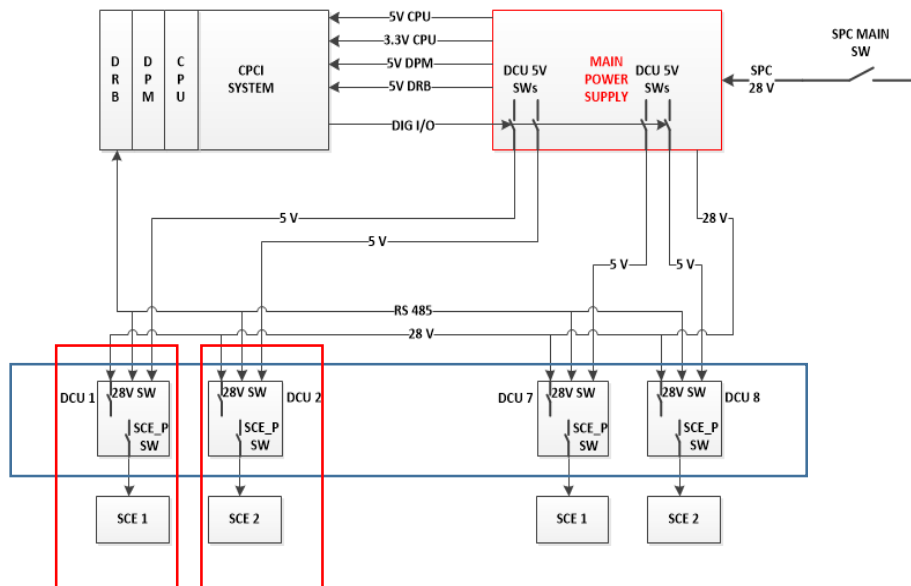 5V CPU
3.3V CPU
5V DPM
5V DRB
DIG I/O
D
R
B
D
P
M
C
P
U
CPCI
SYSTEM
DCU 5V
SWs
MAIN
POWER
SUPPLY
DCU 5V
SWs
SPC
28 V
SPC MAIN
SW
5 V
5 V
28 V
5 V
5 V
RS 485
28 V
DCU 1
28V SW
SCE_P
SW
SCE 1
28V SW
DCU 2
SCE_P
SW
SCE 2
DCU 7
28V SW
SCE_P
SW
SCE 1
28V SW
DCU 8
SCE_P
SW
SCE 2